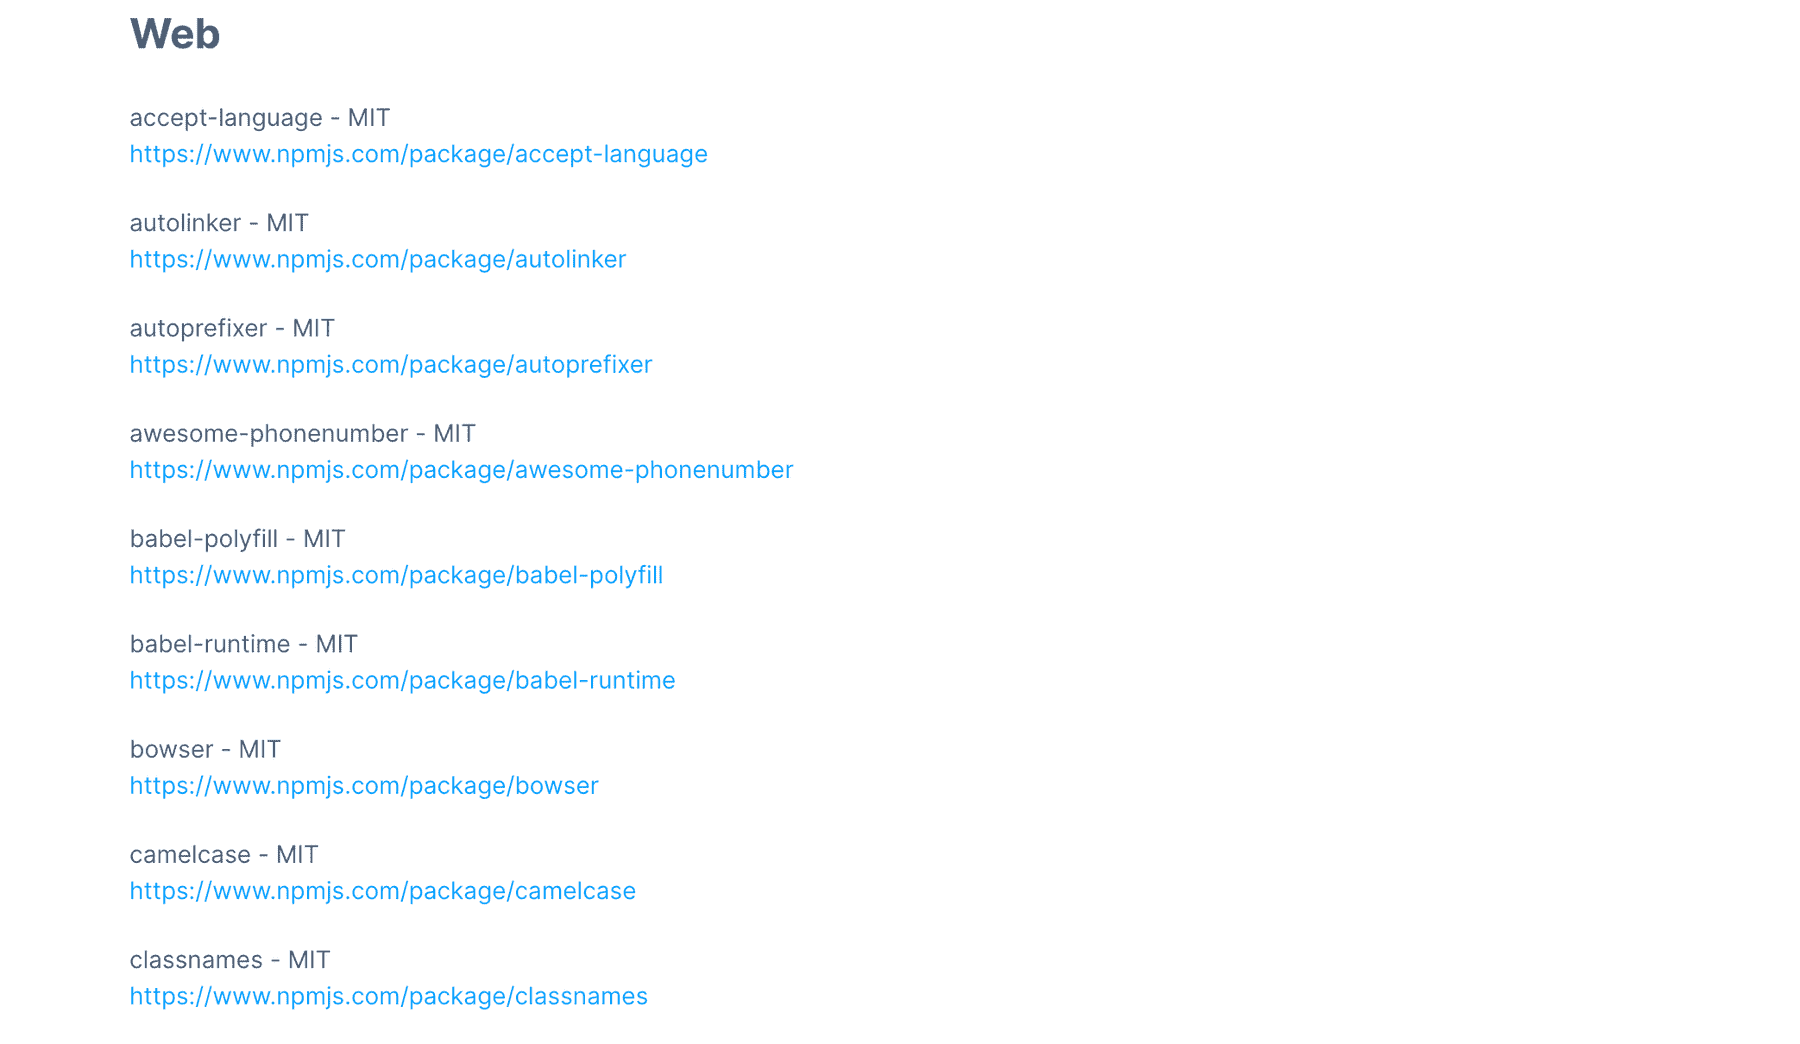 Web
accept-language - MIT
https://www.npmjs.com/package/accept-language
autolinker - MIT
https://www.npmjs.com/package/autolinker
autoprefixer - MIT
https://www.npmjs.com/package/autoprefixer
awesome-phonenumber - MIT
https://www.npmjs.com/package/awesome-phonenumber
babel-polyfill - MIT
https://www.npmjs.com/package/babel-polyfill
babel-runtime - MIT
https://www.npmjs.com/package/babel-runtime
bowser - MIT
https://www.npmjs.com/package/bowser
camelcase - MIT
https://www.npmjs.com/package/camelcase
classnames - MIT
https://www.npmjs.com/package/classnames